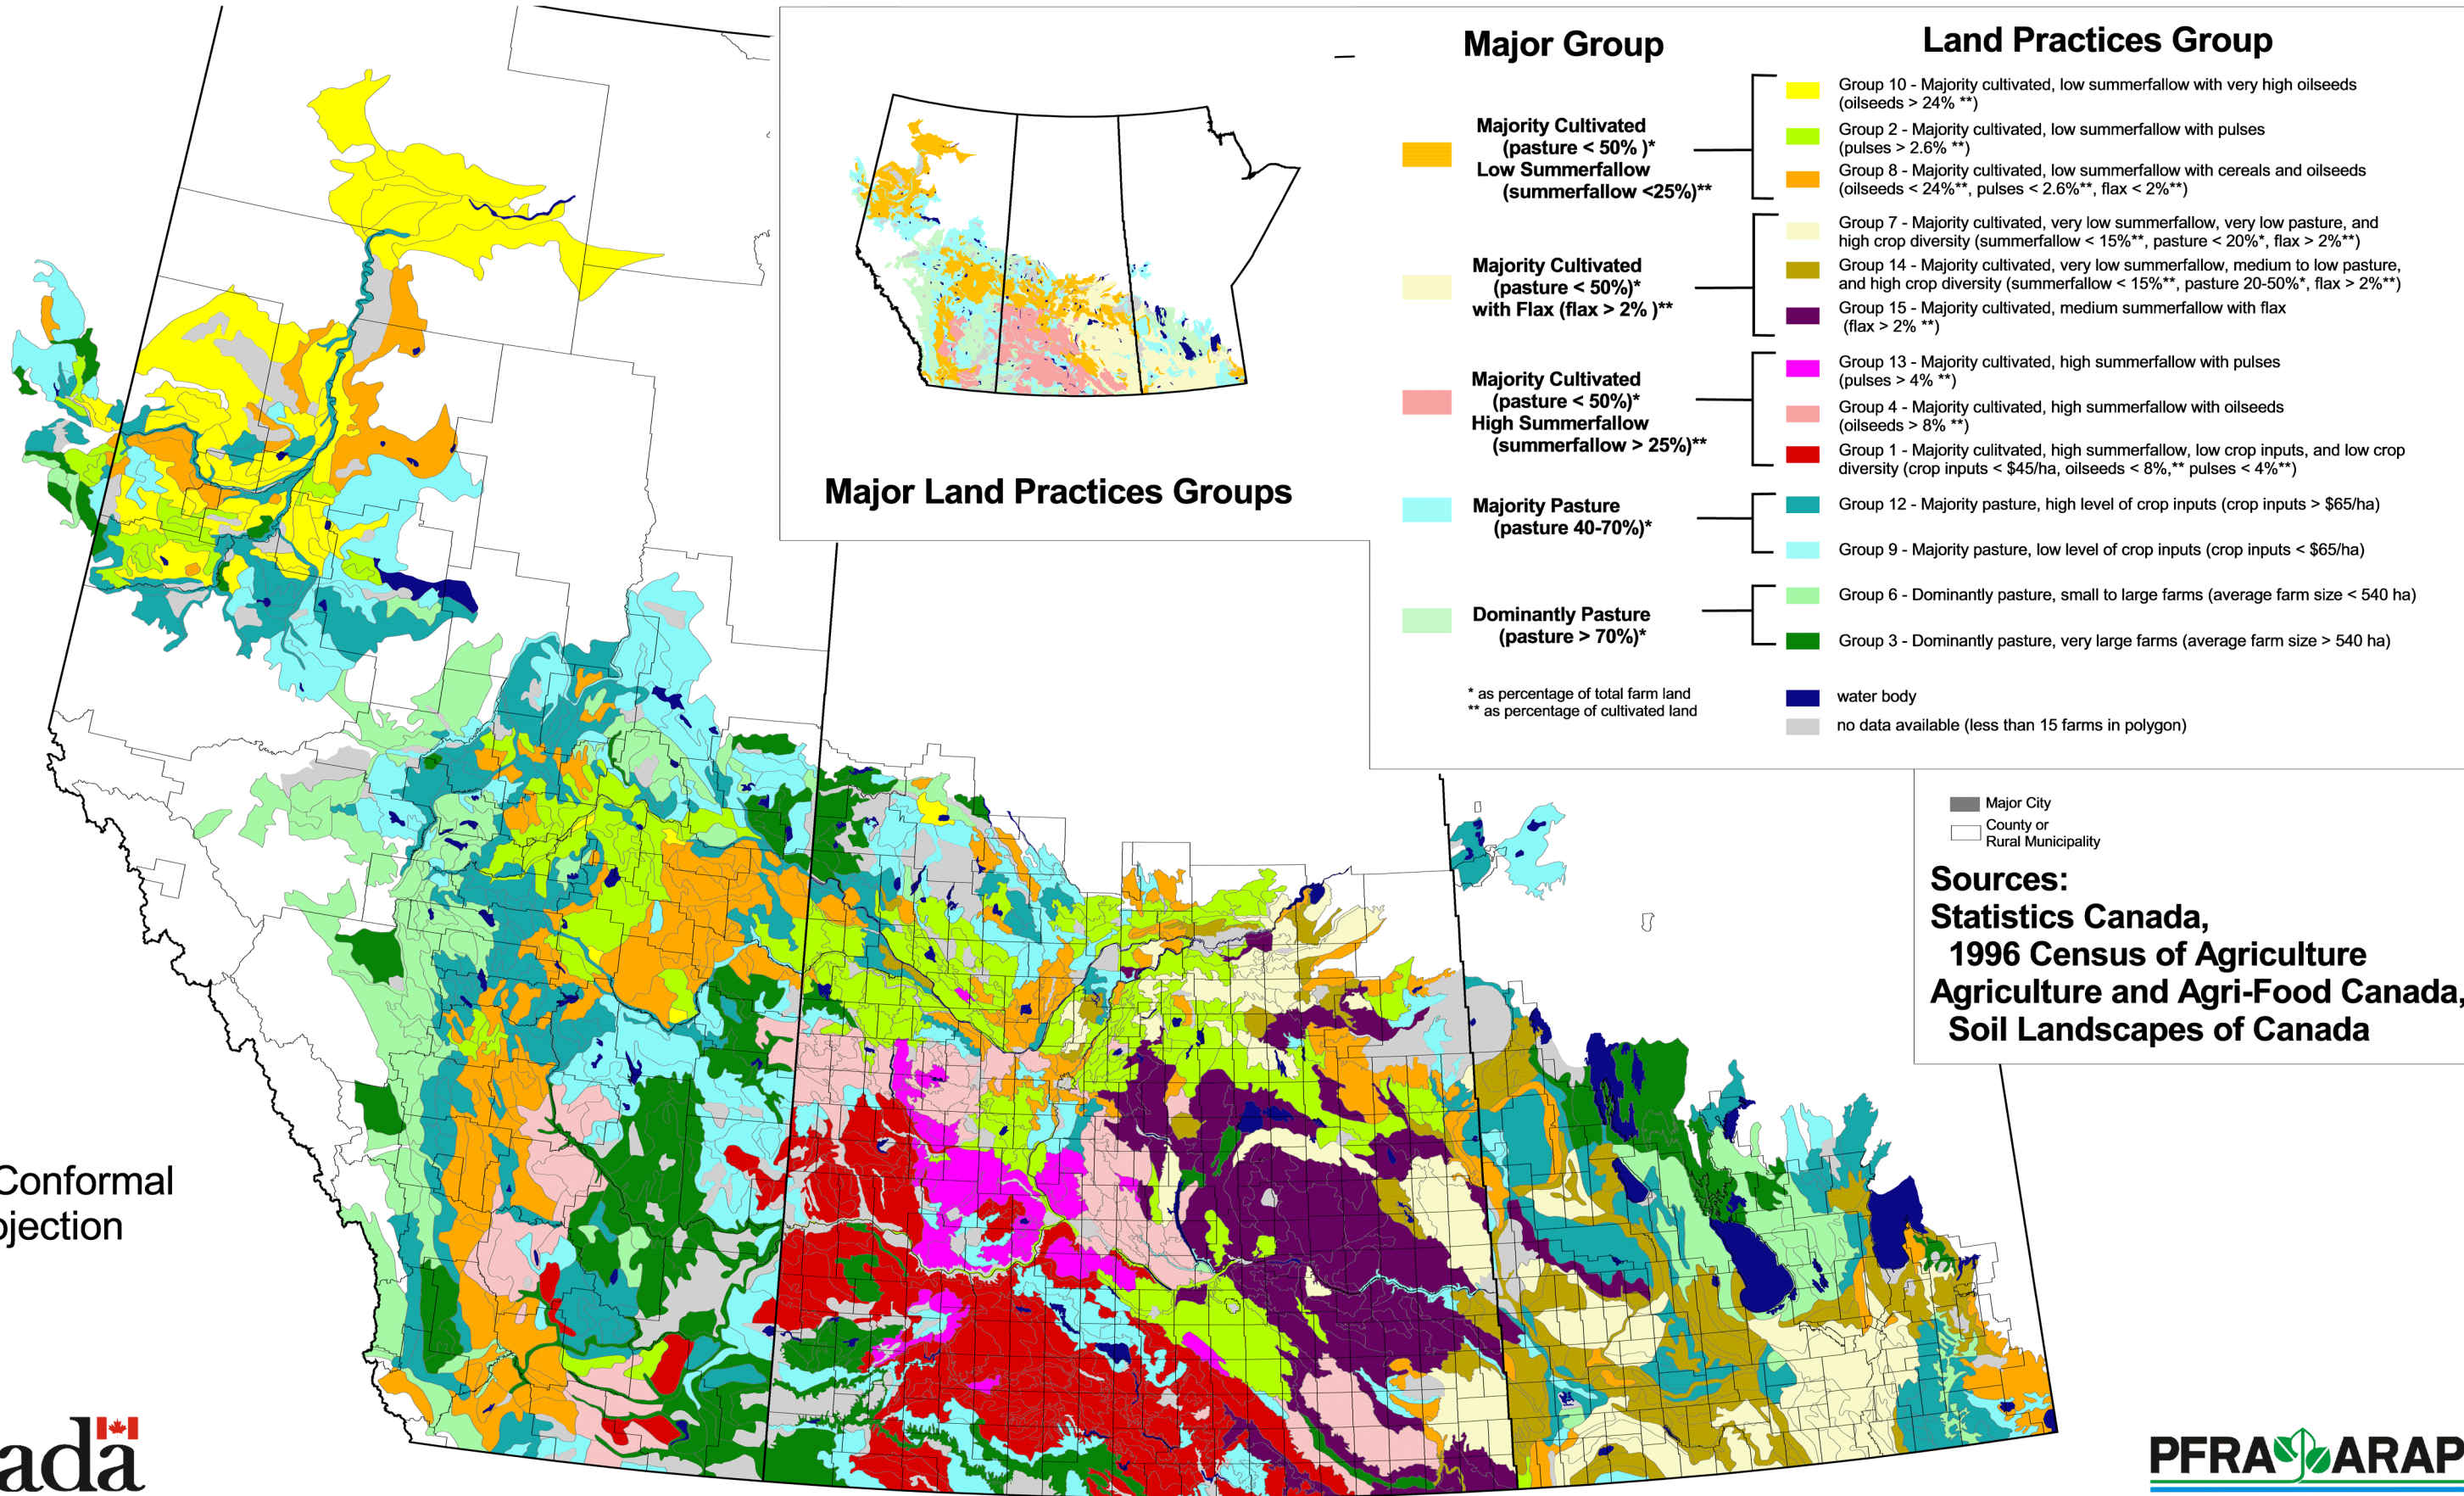 Major Group
Land Practices Group
Majority Cultivated
(pasture < 50% )*
Low Summerfallow
(summerfallow <25%)**
Group 10 - Majority cultivated, low summerfallow with very high oilseeds
(oilseeds > 24% **)
Group 2 - Majority cultivated, low summerfallow with pulses
(pulses > 2.6% **)
Group 8 - Majority cultivated, low summerfallow with cereals and oilseeds
(oilseeds < 24%**, pulses < 2.6%**, flax < 2%**)
Majority Cultivated
(pasture < 50%)*
with Flax (flax > 2% )**
Group 7 - Majority cultivated, very low summerfallow, very low pasture, and
high crop diversity (summerfallow < 15%**, pasture < 20%*, flax > 2%**)
Group 14 - Majority cultivated, very low summerfallow, medium to low pasture,
and high crop diversity (summerfallow < 15%**, pasture 20-50%*, flax > 2%**)
Group 15 - Majority cultivated, medium summerfallow with flax
(flax > 2% **)
Majority Cultivated
(pasture < 50%)*
High Summerfallow
(summerfallow > 25%)**
Group 13 - Majority cultivated, high summerfallow with pulses
(pulses > 4% **)
Group 4 - Majority cultivated, high summerfallow with oilseeds
(oilseeds > 8% **)
Group 1 - Majority cultivated, high summerfallow, low crop inputs, and low crop
diversity (crop inputs < $45/ha, oilseeds < 8%,** pulses < 4%**)
Majority Pasture
(pasture 40-70%)*
Group 12 - Majority pasture, high level of crop inputs (crop inputs > $65/ha)
Group 9 - Majority pasture, low level of crop inputs (crop inputs < $65/ha)
Dominantly Pasture
(pasture > 70%)*
Group 6 - Dominantly pasture, small to large farms (average farm size < 540 ha)
Group 3 - Dominantly pasture, very large farms (average farm size > 540 ha)
* as percentage of total farm land
** as percentage of cultivated land
water body
no data available (less than 15 farms in polygon)
Major Land Practices Groups
Major City
County or
Rural Municipality
Sources:
Statistics Canada,
1996 Census of Agriculture
Agriculture and Agri-Food Canada,
Soil Landscapes of Canada
Conformal
ojection
ada
PFRA ARAP